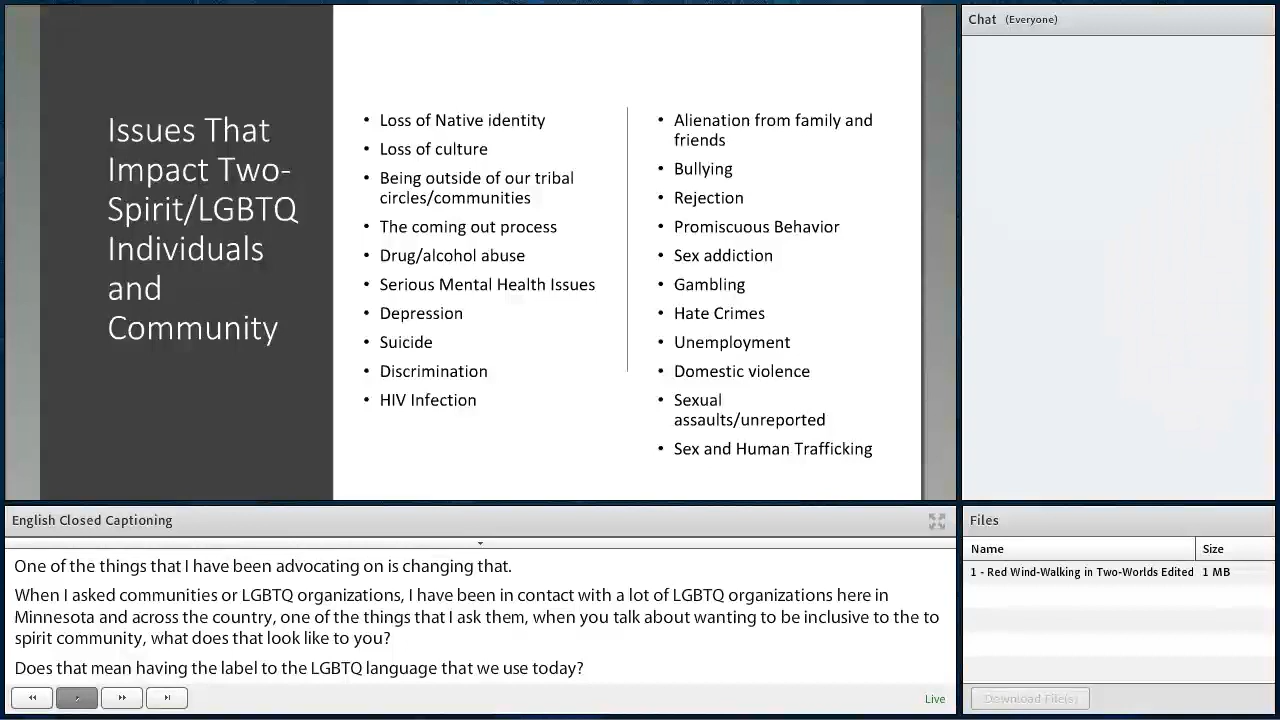 Issues That
Impact Two-
Spirit/LGBTQ
Individuals
and
Community
• Loss of Native identity
• Loss of culture
• Being outside of our tribal
circles/communities
• The coming out process
• Drug/alcohol abuse
• Serious Mental Health Issues
• Depression
• Suicide
• Discrimination
• HIV Infection
• Alienation from family and
friends
• Bullying
• Rejection
• Promiscuous Behavior
• Sex addiction
• Gambling
• Hate Crimes
• Unemployment
• Domestic violence
• Sexual
assaults/unreported
• Sex and Human Trafficking
Chat (Everyone)
English Closed Captioning
One of the things that I have been advocating on is changing that.
When I asked communities or LGBTQ organizations, I have been in contact with a lot of LGBTQ organizations here in
Minnesota and across the country, one of the things that I ask them, when you talk about wanting to be inclusive to the to
spirit community, what does that look like to you?
Does that mean having the label to the LGBTQ language that we use today?
Live
Files
Name Size
1 - Red Wind-Walking in Two-Worlds Edited 1 MB
Download File(s)